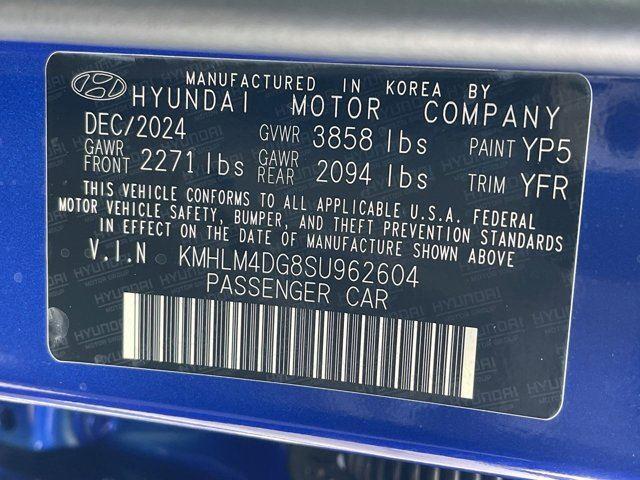 MANUFACTURED IN KOREA BY
HYUNDAI MOTOR COMPANY
DEC/2024 GVWR 3858 lbs PAINT YP5
GAWR FRONT 2271 lbs GAWR REAR 2094 lbs TRIM YFR
THIS VEHICLE CONFORMS TO ALL APPLICABLE U.S.A. FEDERAL
MOTOR VEHICLE SAFETY, BUMPER, AND THEFT PREVENTION STANDARDS
IN EFFECT ON THE DATE OF MANUFACTURE SHOWN ABOVE
V.I.N KMHLM4DG8SU962604
PASSENGER CAR